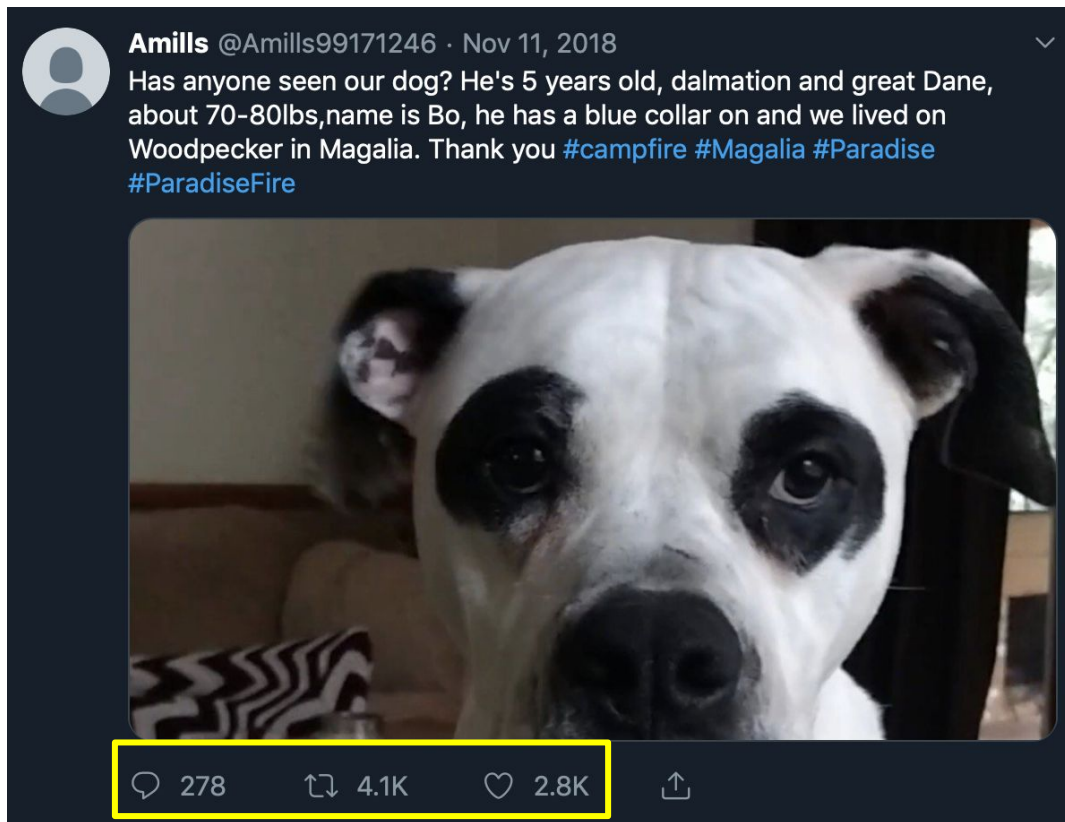 Amills @Amills99171246 · Nov 11, 2018
Has anyone seen our dog? He's 5 years old, dalmation and great Dane,
about 70-80lbs,name is Bo, he has a blue collar on and we lived on
Woodpecker in Magalia. Thank you #campfire #Magalia #Paradise
#ParadiseFire
278 4.1K 2.8K